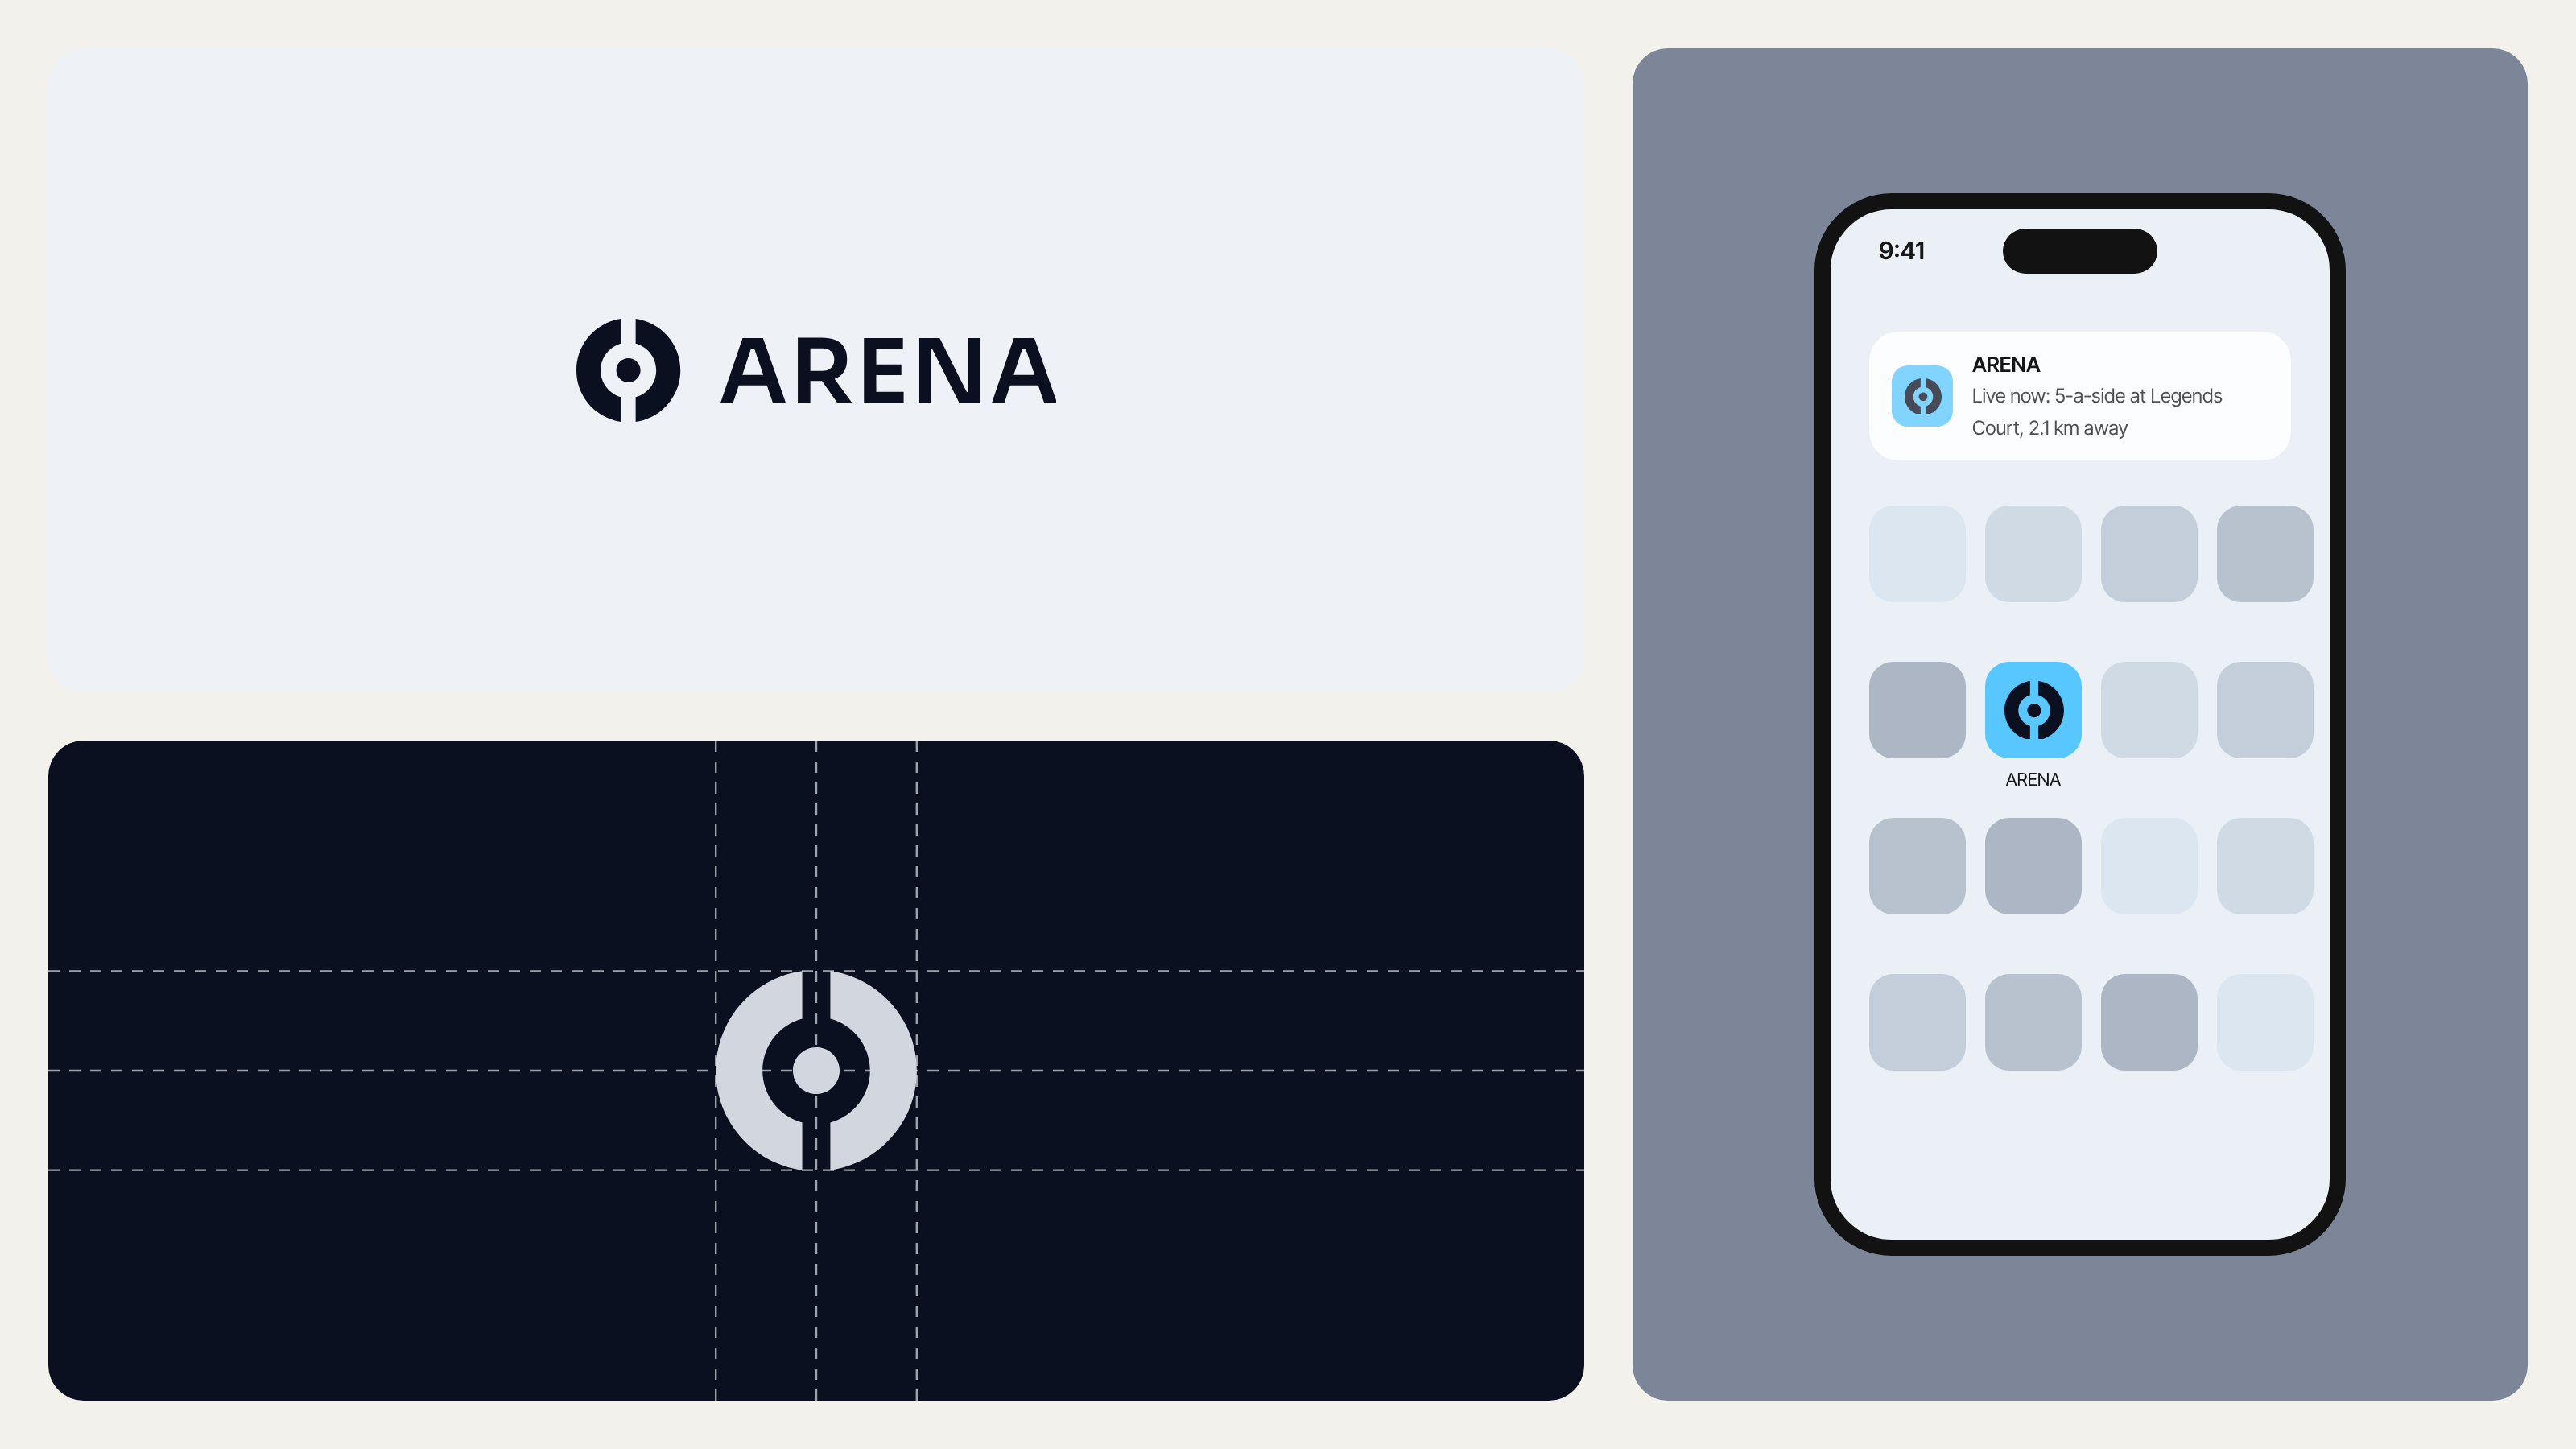 ARENA
9:41
ARENA
Live now: 5-a-side at Legends
Court, 2.1 km away
ARENA